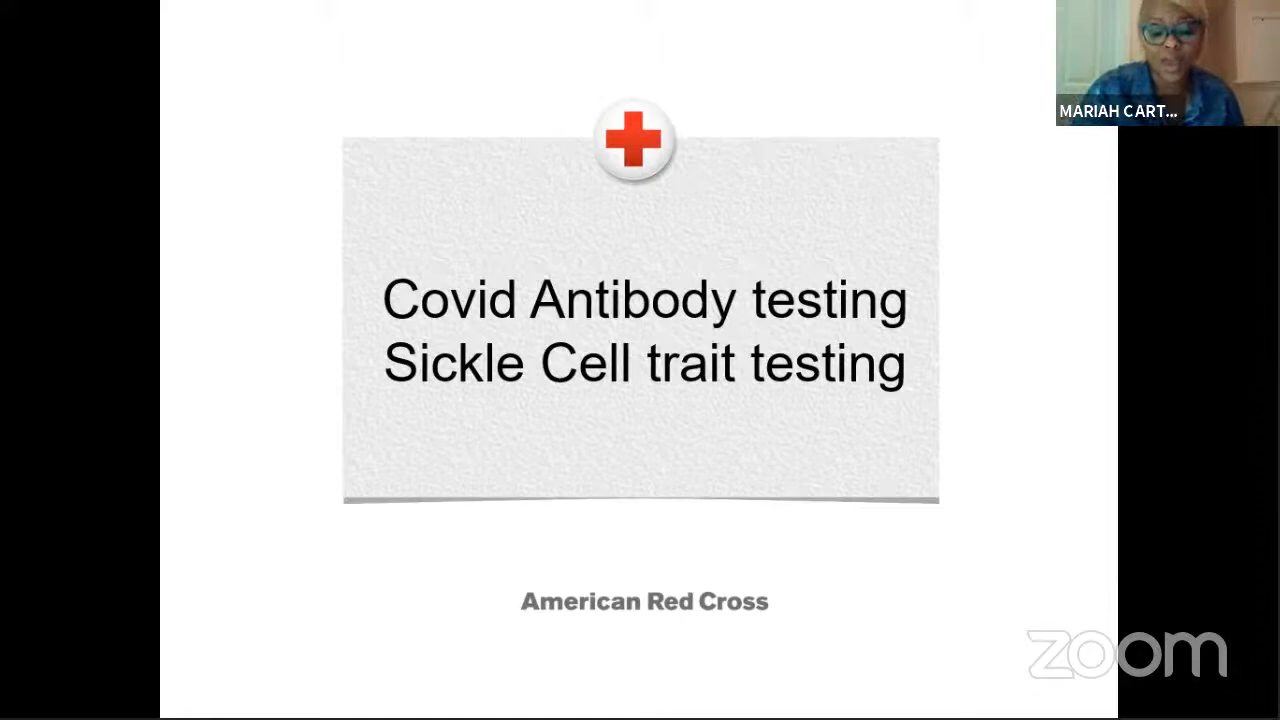 MARIAH CART...
Covid Antibody testing
Sickle Cell trait testing
American Red Cross
zoom